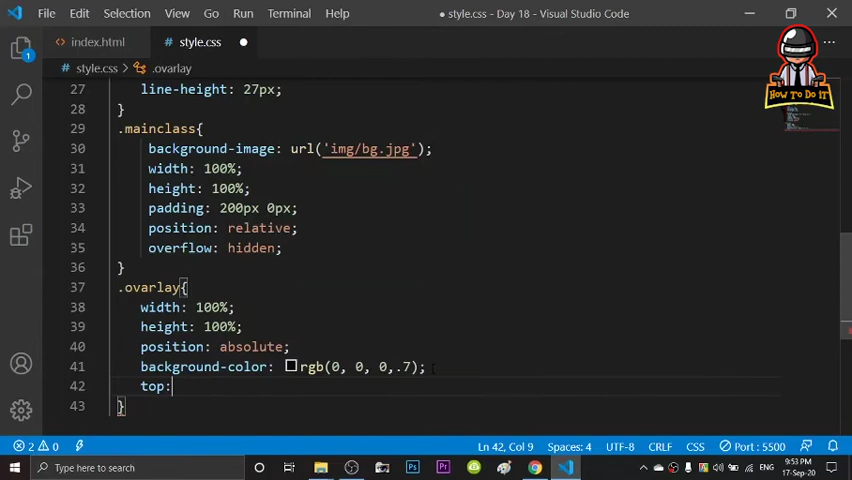 File Edit Selection View Go Run Terminal Help ● style.css - Day 18 - Visual Studio Code
index.html # style.css ●
# style.css > .ovarlay
HOW TO DO IT
27 line-height: 27px;
28 }
29 .mainclass{
30 background-image: url('img/bg.jpg');
31 width: 100%;
32 height: 100%;
33 padding: 200px 0px;
34 position: relative;
35 overflow: hidden;
36 }
37 .ovarlay{
38 width: 100%;
39 height: 100%;
40 position: absolute;
41 background-color: rgb(0, 0, 0,.7);
42 top:
43 }
1
2 0 Ln 42, Col 9 Spaces: 4 UTF-8 CRLF CSS Port : 5500
Type here to search Ps Pr ENG 9:53 PM
17-Sep-20